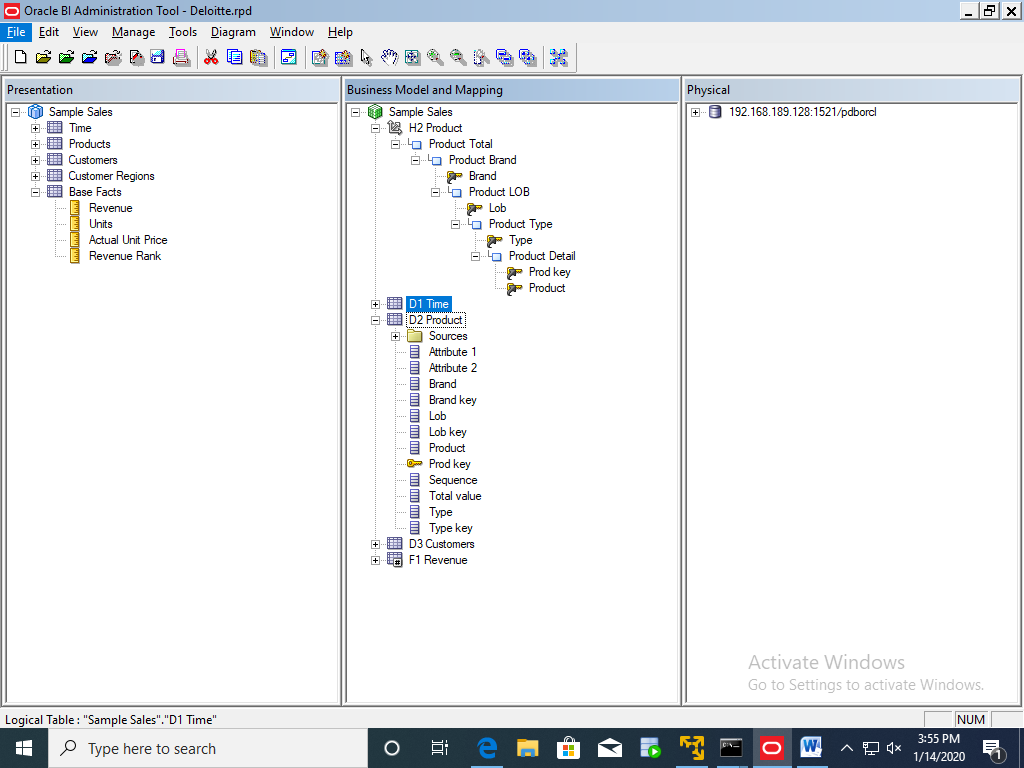 Oracle BI Administration Tool - Deloitte.rpd
File Edit View Manage Tools Diagram Window Help
Presentation
Sample Sales
Time
Products
Customers
Customer Regions
Base Facts
Revenue
Units
Actual Unit Price
Revenue Rank
Business Model and Mapping
Sample Sales
H2 Product
Product Total
Product Brand
Brand
Product LOB
Lob
Product Type
Type
Product Detail
Prod key
Product
D1 Time
D2 Product
Sources
Attribute 1
Attribute 2
Brand
Brand key
Lob
Lob key
Product
Prod key
Sequence
Total value
Type
Type key
D3 Customers
F1 Revenue
Physical
192.168.189.128:1521/pdborcl
Activate Windows
Go to Settings to activate Windows.
Logical Table : "Sample Sales"."D1 Time"
NUM
Type here to search
3:55 PM
1/14/2020
1